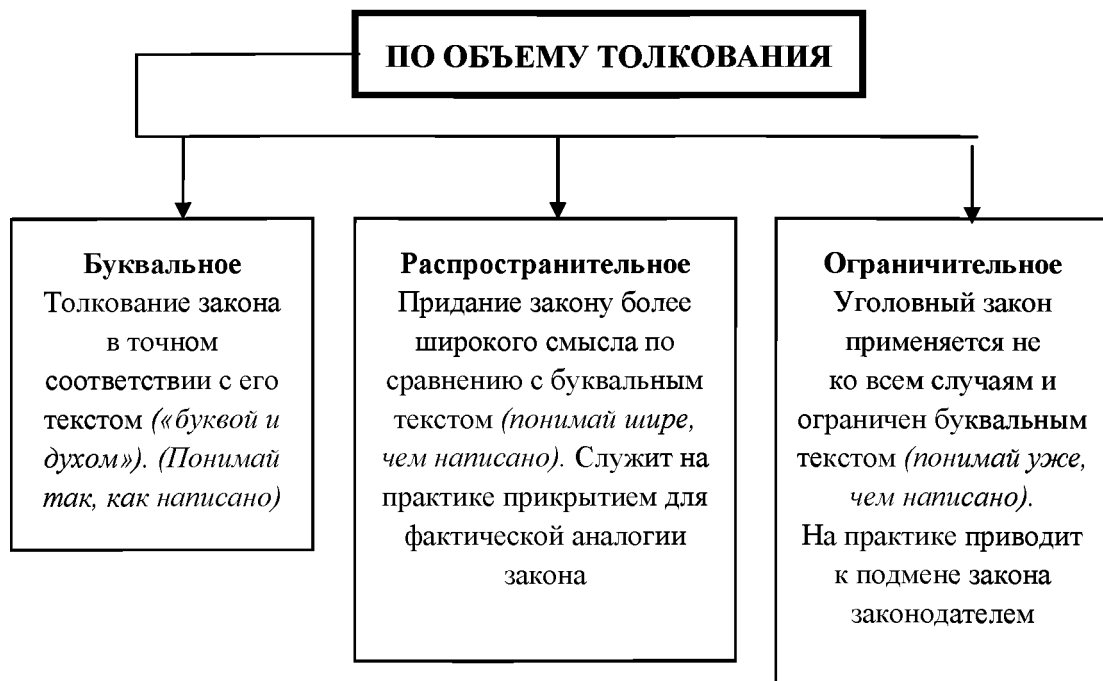 ПО ОБЪЕМУ ТОЛКОВАНИЯ
Буквальное
Толкование закона
в точном
соответствии с его
текстом («буквой и
духом»). (Понимай
так, как написано)
Распространительное
Придание закону более
широкого смысла по
сравнению с буквальным
текстом (понимай шире,
чем написано). Служит на
практике прикрытием для
фактической аналогии
закона
Ограничительное
Уголовный закон
применяется не
ко всем случаям и
ограничен буквальным
текстом (понимай уже,
чем написано).
На практике приводит
к подмене закона
законодателем